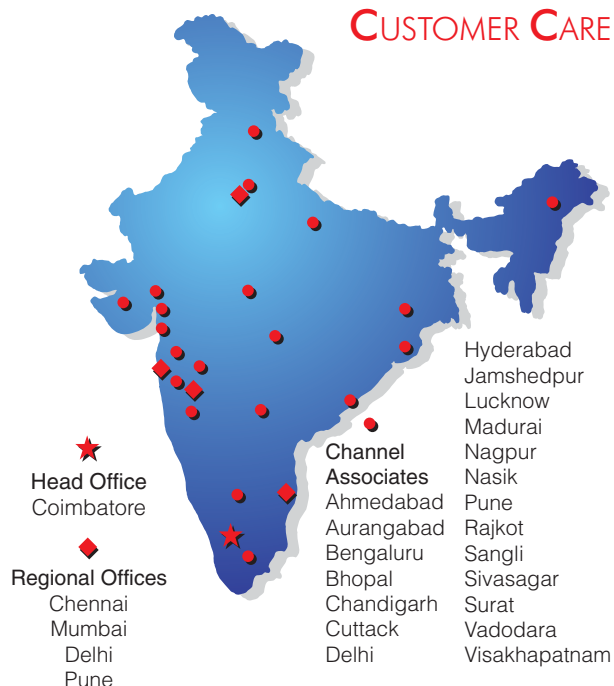 CUSTOMER CARE
Head Office
Coimbatore
Regional Offices
Chennai
Mumbai
Delhi
Pune
Channel
Associates
Ahmedabad
Aurangabad
Bengaluru
Bhopal
Chandigarh
Cuttack
Delhi
Hyderabad
Jamshedpur
Lucknow
Madurai
Nagpur
Nasik
Pune
Rajkot
Sangli
Sivasagar
Surat
Vadodara
Visakhapatnam